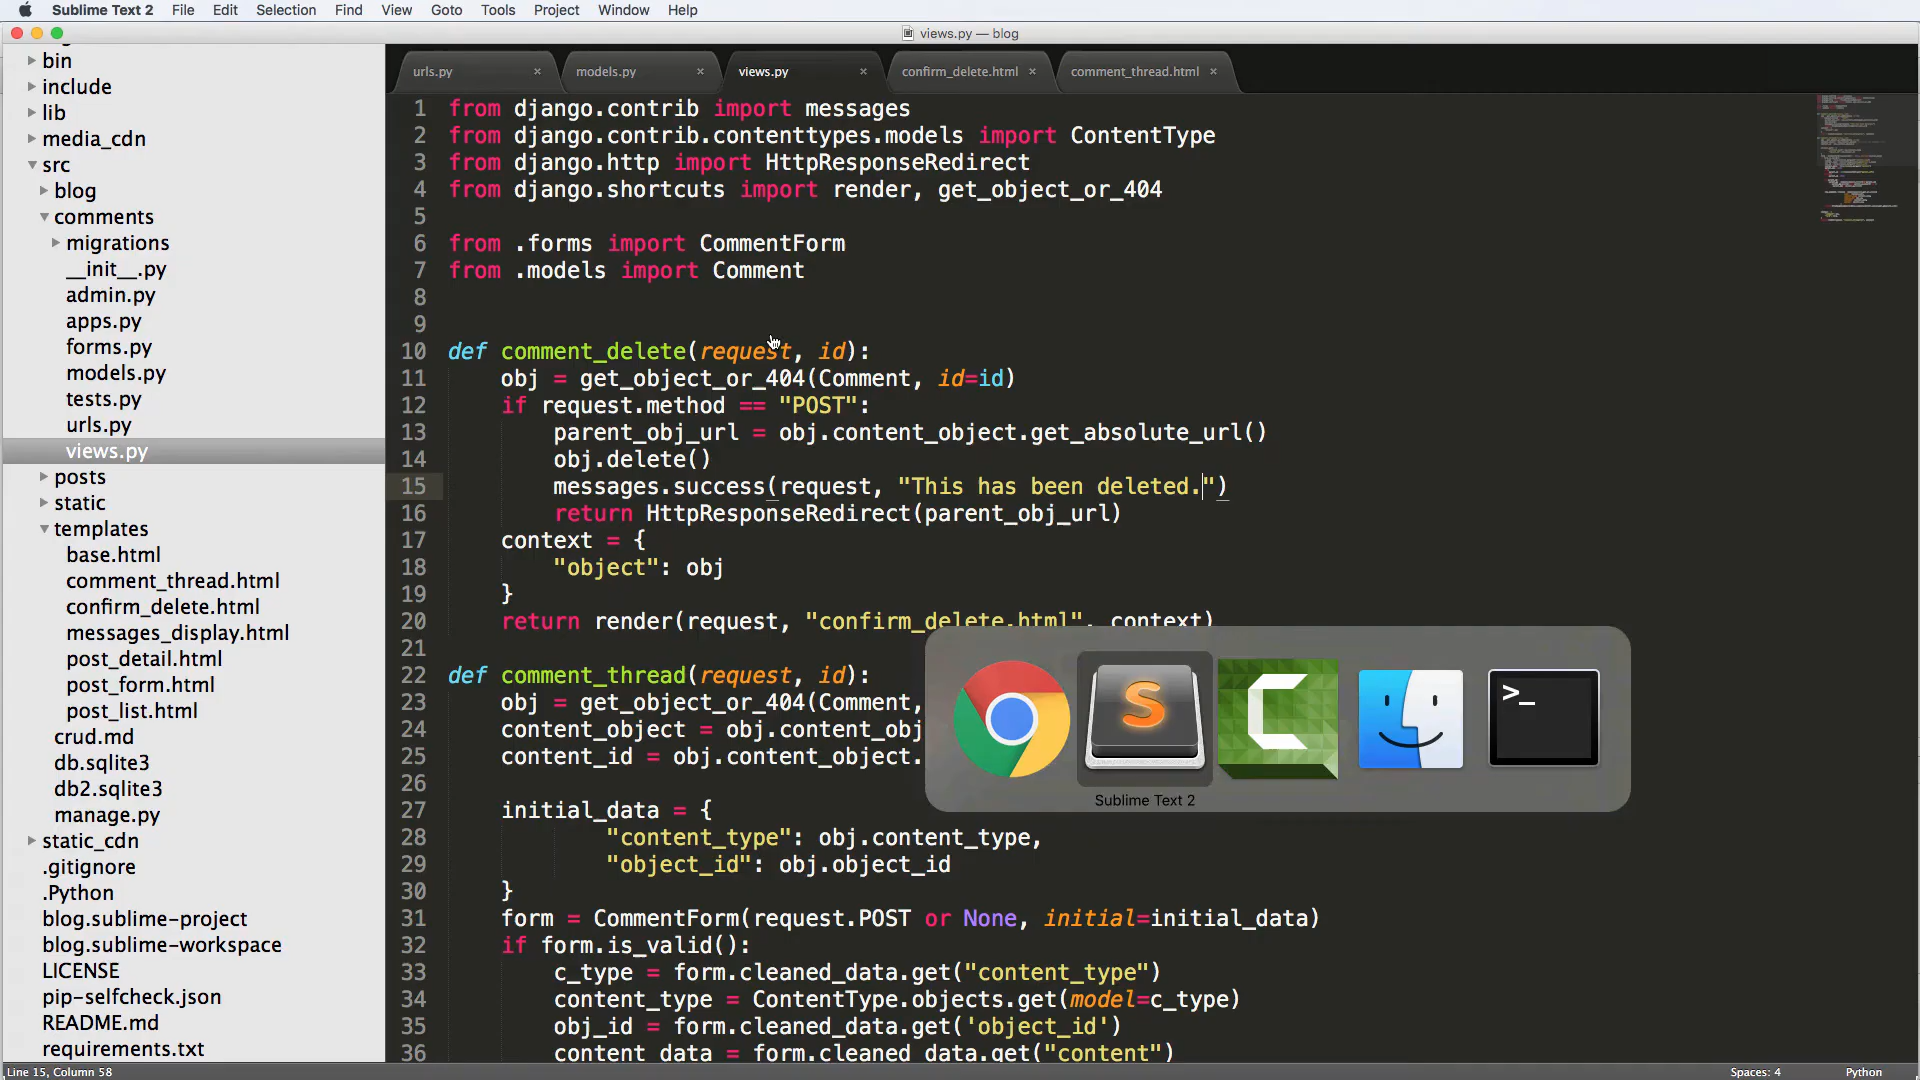 Sublime Text 2 File Edit Selection Find View Goto Tools Project Window Help
views.py — blog
bin
include
lib
media_cdn
src
blog
comments
migrations
__init__.py
admin.py
apps.py
forms.py
models.py
tests.py
urls.py
views.py
posts
static
templates
base.html
comment_thread.html
confirm_delete.html
messages_display.html
post_detail.html
post_form.html
post_list.html
crud.md
db.sqlite3
db2.sqlite3
manage.py
static_cdn
.gitignore
.Python
blog.sublime-project
blog.sublime-workspace
LICENSE
pip-selfcheck.json
README.md
requirements.txt
urls.py × models.py × views.py × confirm_delete.html × comment_thread.html ×
1 from django.contrib import messages
2 from django.contrib.contenttypes.models import ContentType
3 from django.http import HttpResponseRedirect
4 from django.shortcuts import render, get_object_or_404
5
6 from .forms import CommentForm
7 from .models import Comment
8
9
10 def comment_delete(request, id):
11 obj = get_object_or_404(Comment, id=id)
12 if request.method == "POST":
13 parent_obj_url = obj.content_object.get_absolute_url()
14 obj.delete()
15 messages.success(request, "This has been deleted.")
16 return HttpResponseRedirect(parent_obj_url)
17 context = {
18 "object": obj
19 }
20 return render(request, "confirm_delete.html", context)
21
22 def comment_thread(request, id):
23 obj = get_object_or_404(Comment,
24 content_object = obj.content_obj
25 content_id = obj.content_object.
26
27 initial_data = {
28 "content_type": obj.content_type,
29 "object_id": obj.object_id
30 }
31 form = CommentForm(request.POST or None, initial=initial_data)
32 if form.is_valid():
33 c_type = form.cleaned_data.get("content_type")
34 content_type = ContentType.objects.get(model=c_type)
35 obj_id = form.cleaned_data.get('object_id')
36 content_data = form.cleaned_data.get("content")
Sublime Text 2
Line 15, Column 58
Spaces: 4 Python